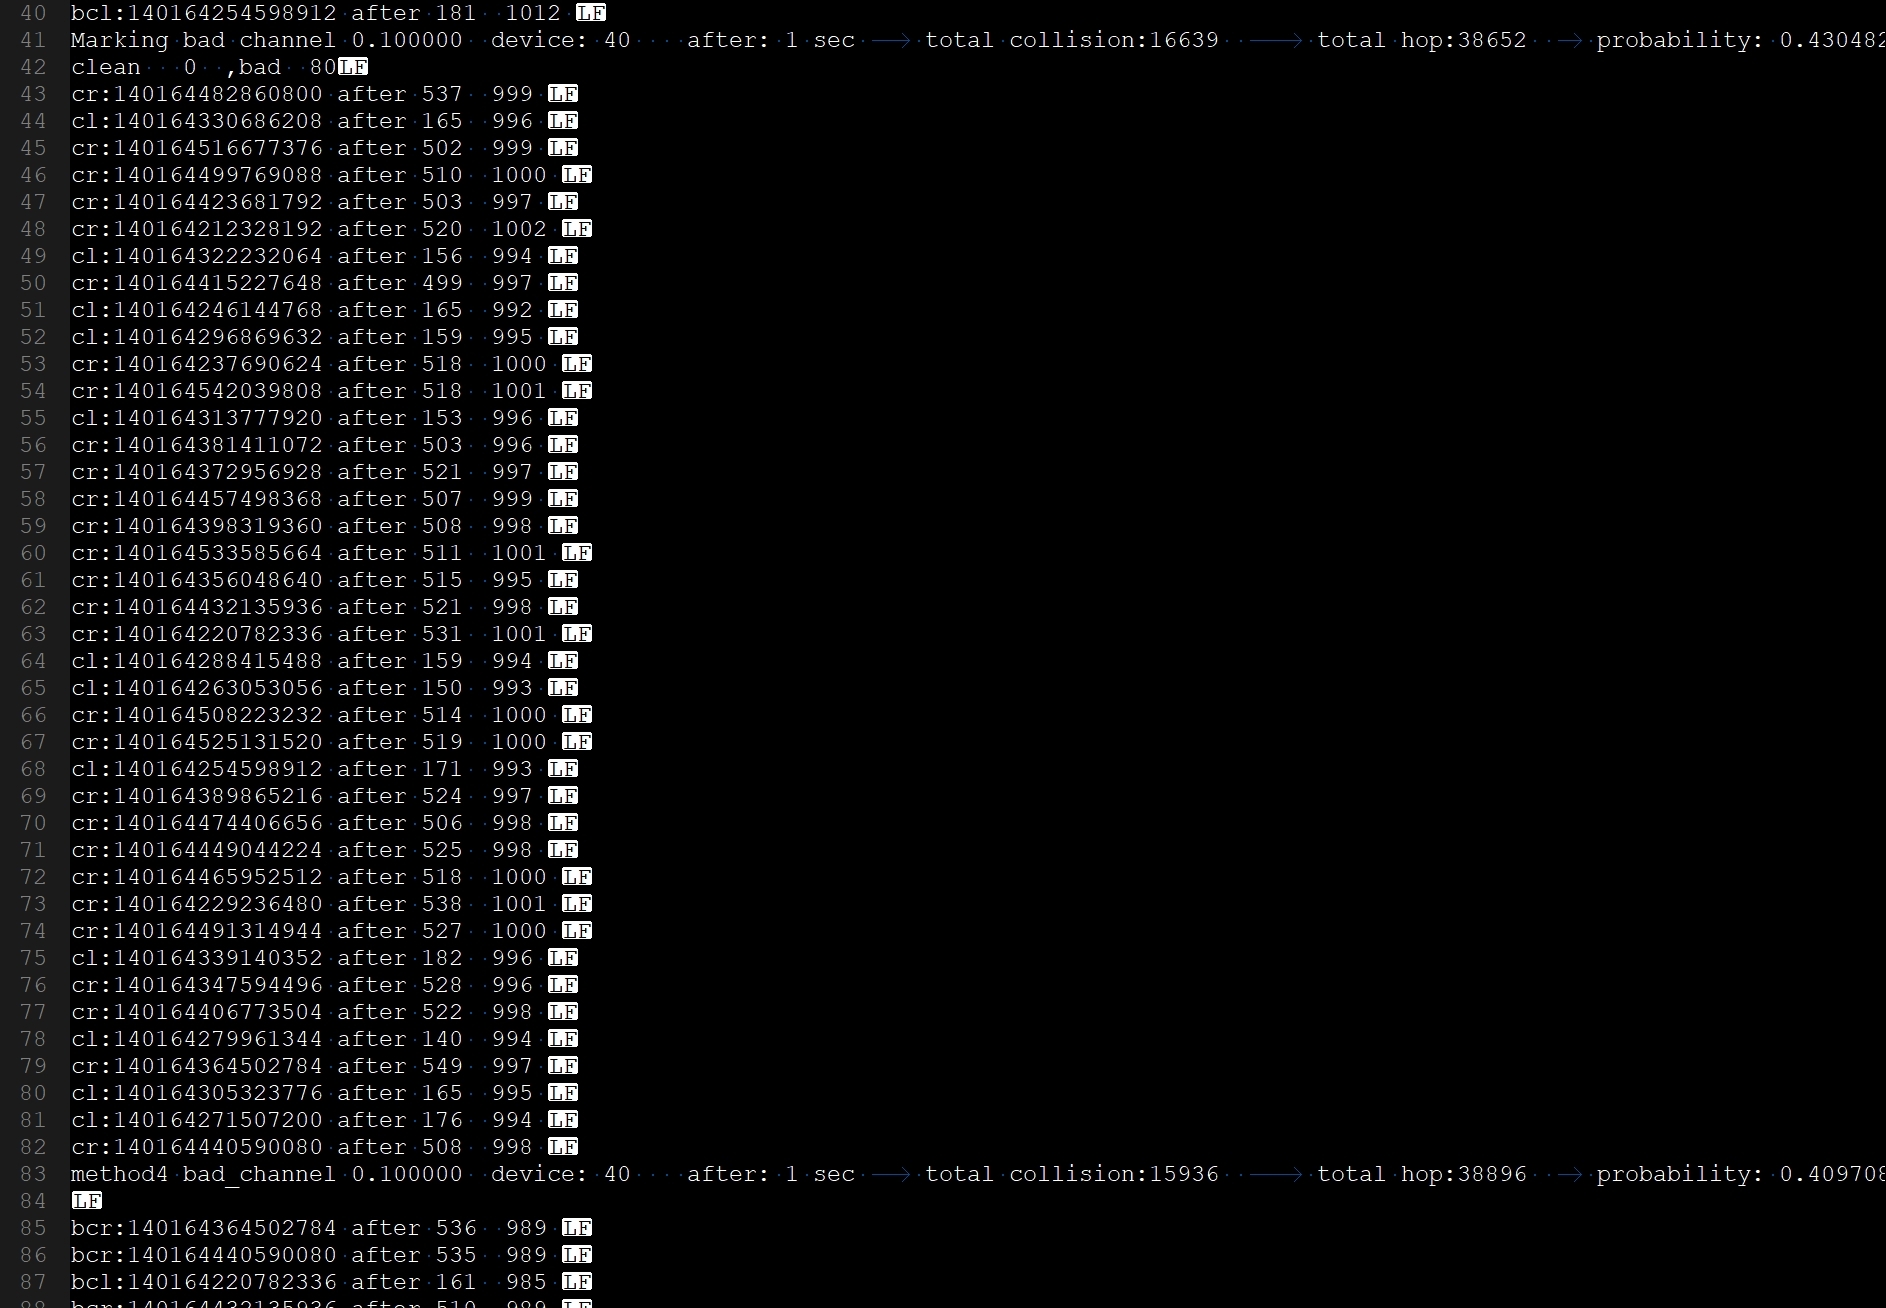 40 bcl:140164254598912 after 181  1012 LF
41 Marking bad channel 0.100000  device: 40    after: 1 sec → total collision:16639 → total hop:38652 → probability: 0.430482
42 clean   0  ,bad  80LF
43 cr:140164482860800 after 537  999 LF
44 cl:140164330686208 after 165  996 LF
45 cr:140164516677376 after 502  999 LF
46 cr:140164499769088 after 510  1000 LF
47 cr:140164423681792 after 503  997 LF
48 cr:140164212328192 after 520  1002 LF
49 cl:140164322232064 after 156  994 LF
50 cr:140164415227648 after 499  997 LF
51 cl:140164246144768 after 165  992 LF
52 cl:140164296869632 after 159  995 LF
53 cr:140164237690624 after 518  1000 LF
54 cr:140164542039808 after 518  1001 LF
55 cl:140164313777920 after 153  996 LF
56 cr:140164381411072 after 503  996 LF
57 cr:140164372956928 after 521  997 LF
58 cr:140164457498368 after 507  999 LF
59 cr:140164398319360 after 508  998 LF
60 cr:140164533585664 after 511  1001 LF
61 cr:140164356048640 after 515  995 LF
62 cr:140164432135936 after 521  998 LF
63 cr:140164220782336 after 531  1001 LF
64 cl:140164288415488 after 159  994 LF
65 cl:140164263053056 after 150  993 LF
66 cr:140164508223232 after 514  1000 LF
67 cr:140164525131520 after 519  1000 LF
68 cl:140164254598912 after 171  993 LF
69 cr:140164389865216 after 524  997 LF
70 cr:140164474406656 after 506  998 LF
71 cr:140164449044224 after 525  998 LF
72 cr:140164465952512 after 518  1000 LF
73 cr:140164229236480 after 538  1001 LF
74 cr:140164491314944 after 527  1000 LF
75 cl:140164339140352 after 182  996 LF
76 cr:140164347594496 after 528  996 LF
77 cr:140164406773504 after 522  998 LF
78 cl:140164279961344 after 140  994 LF
79 cr:140164364502784 after 549  997 LF
80 cl:140164305323776 after 165  995 LF
81 cl:140164271507200 after 176  994 LF
82 cr:140164440590080 after 508  998 LF
83 method4 bad_channel 0.100000  device: 40    after: 1 sec → total collision:15936 → total hop:38896 → probability: 0.409708
84 LF
85 bcr:140164364502784 after 536  989 LF
86 bcr:140164440590080 after 535  989 LF
87 bcl:140164220782336 after 161  985 LF
88 bcr:140164432135936 after 510  989 LF